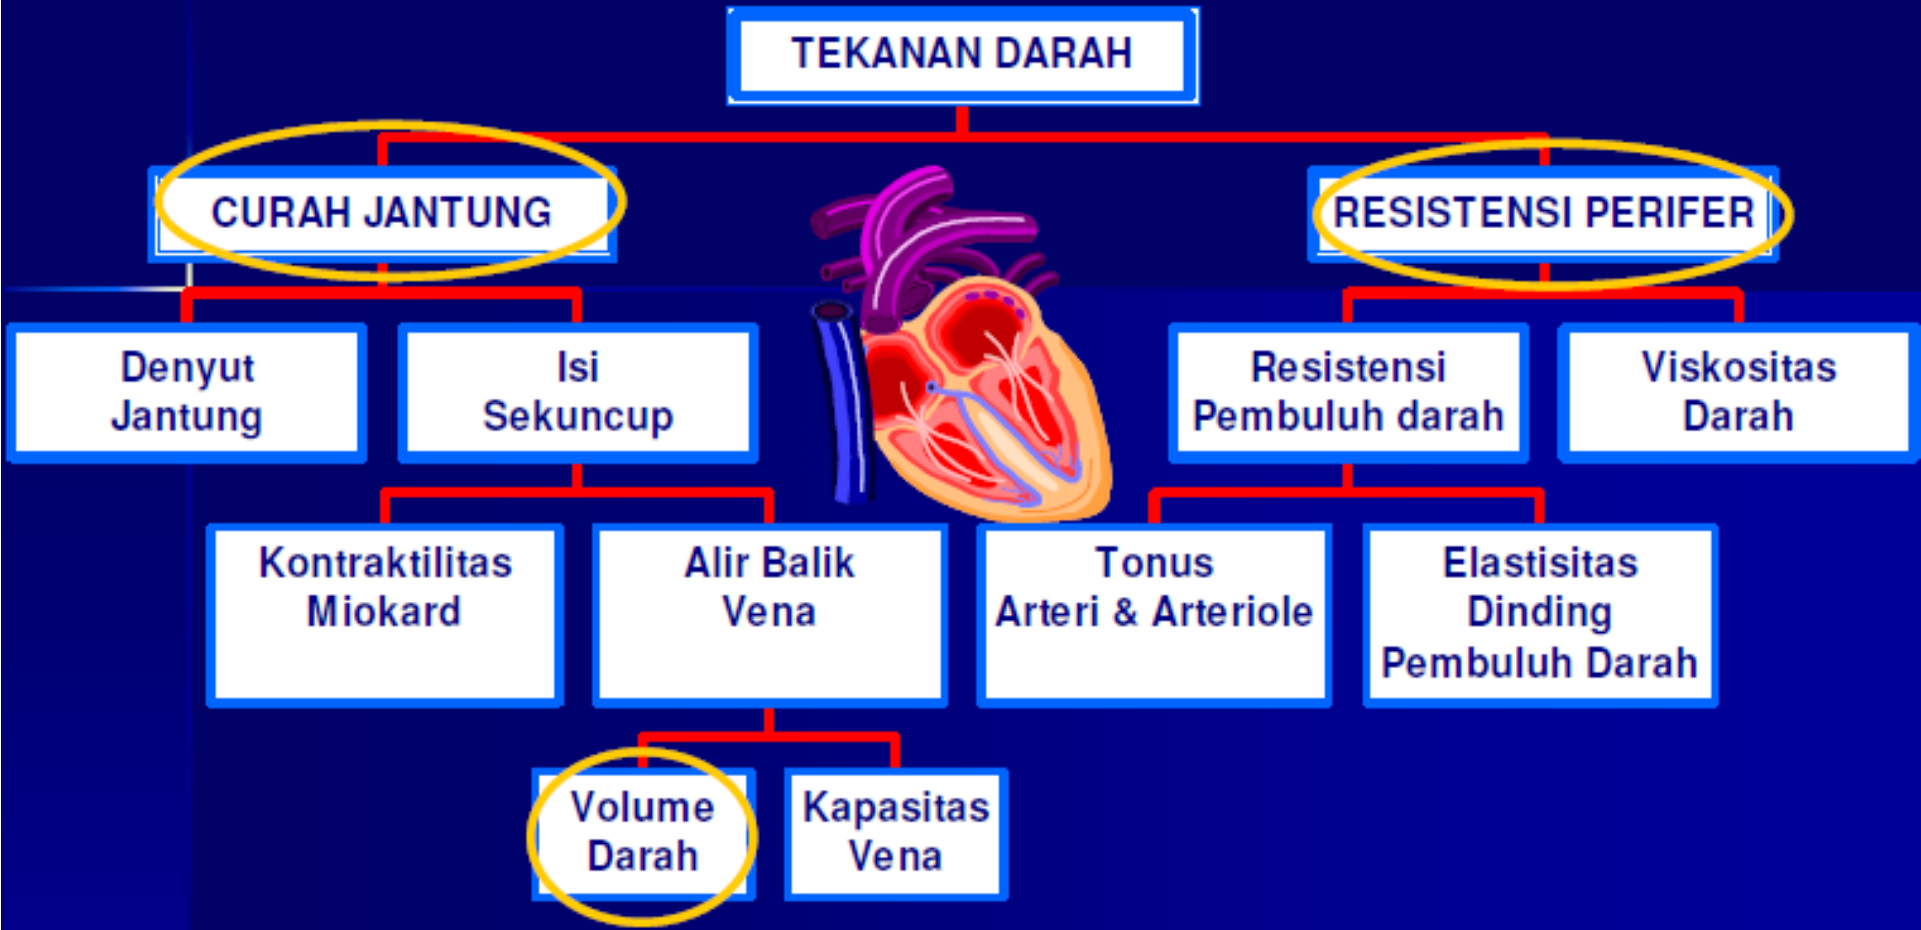 TEKANAN DARAH
CURAH JANTUNG
RESISTENSI PERIFER
Denyut
Jantung
Isi
Sekuncup
Resistensi
Pembuluh darah
Viskositas
Darah
Kontraktilitas
Miokard
Alir Balik
Vena
Tonus
Arteri & Arteriole
Elastisitas
Dinding
Pembuluh Darah
Volume
Darah
Kapasitas
Vena